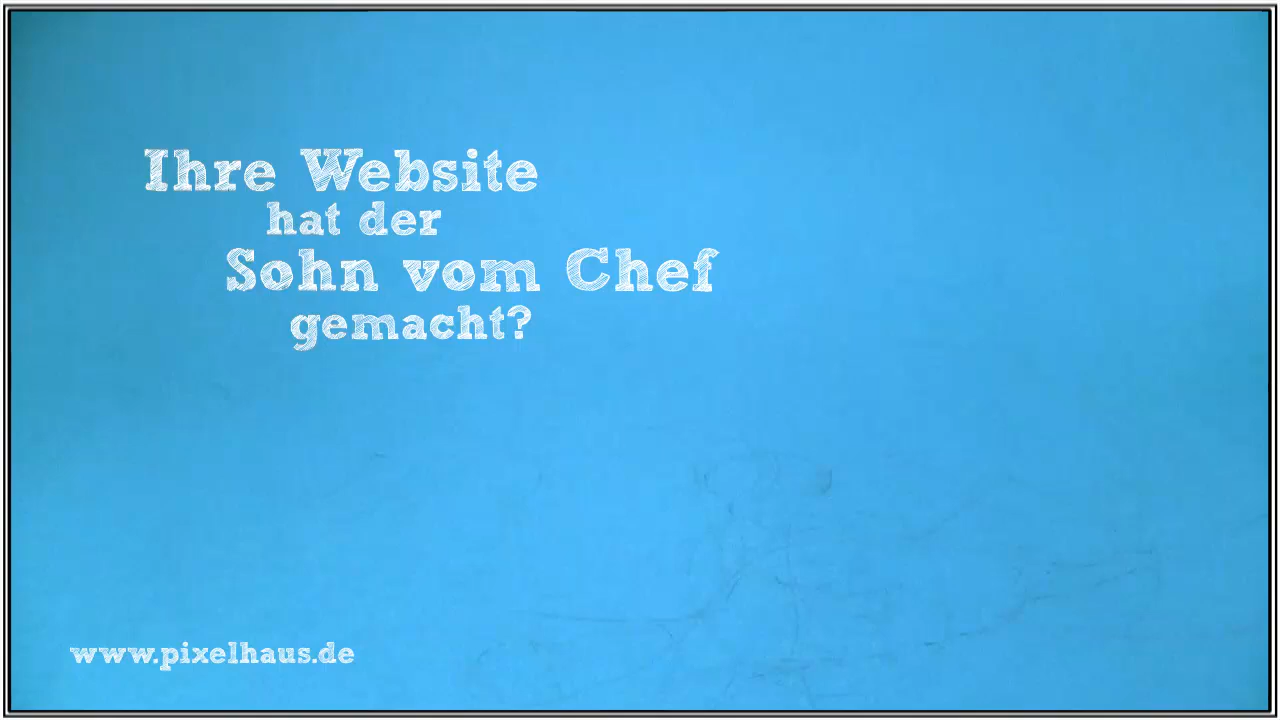 Ihre Website
hat der
Sohn vom Chef
gemacht?
www.pixelhaus.de